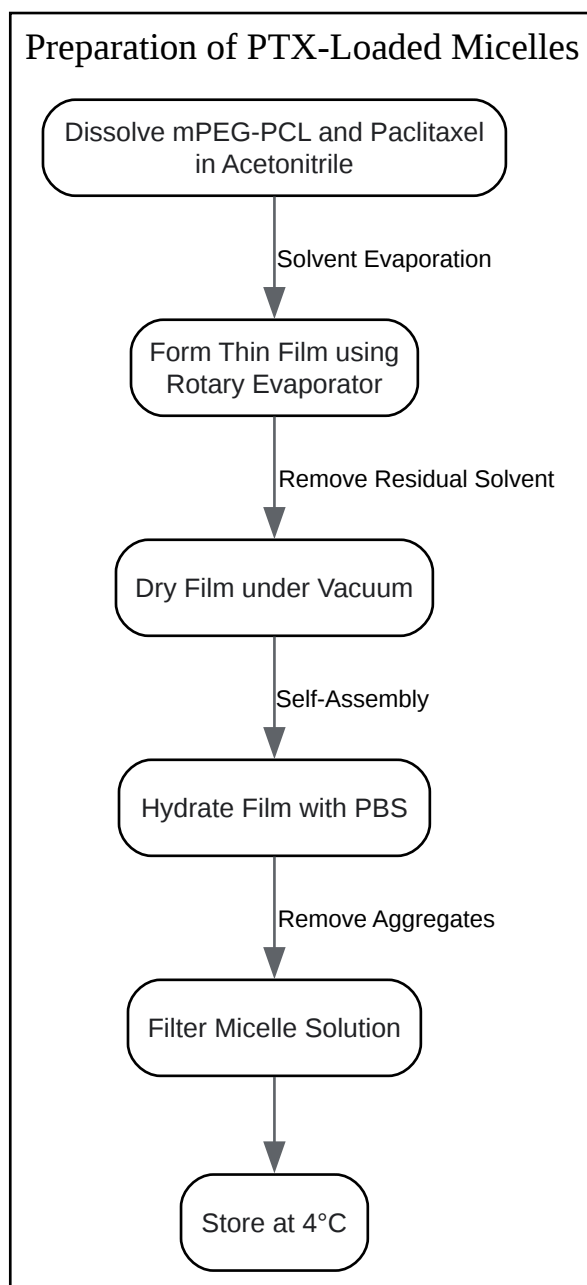 Preparation of PTX-Loaded Micelles
Dissolve mPEG-PCL and Paclitaxel
in Acetonitrile
Solvent Evaporation
Form Thin Film using
Rotary Evaporator
Remove Residual Solvent
Dry Film under Vacuum
Self-Assembly
Hydrate Film with PBS
Remove Aggregates
Filter Micelle Solution
Store at 4°C